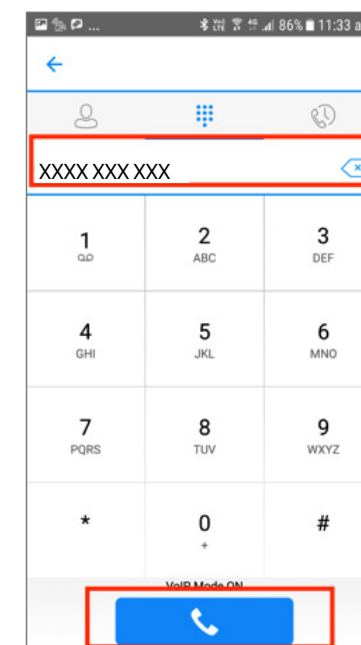 ... 86% 11:33 a
XXXX XXX XXX
1 2 3
ABC DEF
4 5 6
GHI JKL MNO
7 8 9
PQRS TUV WXYZ
* 0 #
+
VoIP Mode ON